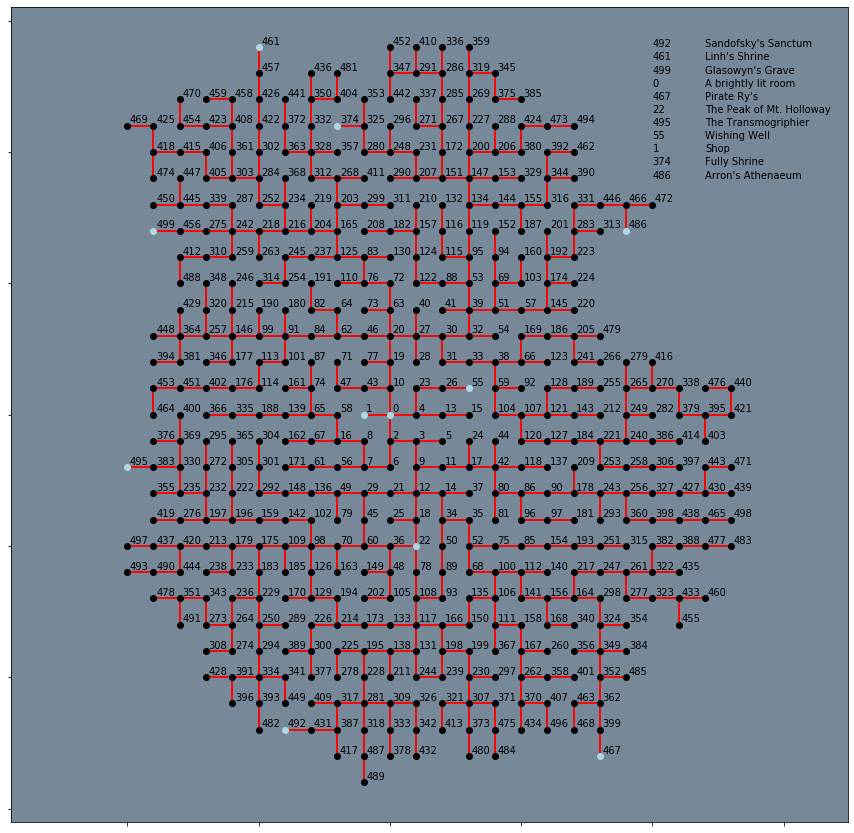 461 452 410 336 359
457 436 481 347 291 286 319 345
470 459 458 426 441 350 404 353 442 337 285 269 375 385
469 425 454 423 408 422 372 332 374 325 296 271 267 227 288 424 473 494
418 415 406 361 302 363 328 357 280 248 231 172 200 206 380 392 462
474 447 405 303 284 368 312 268 411 290 207 151 147 153 329 344 390
450 445 339 287 252 234 219 203 299 311 210 132 134 144 155 316 331 446 466 472
499 456 275 242 218 216 204 165 208 182 157 116 119 152 187 201 283 313 486
412 310 259 263 245 237 125 83 130 124 115 95 94 160 192 223
488 348 246 314 254 191 110 76 72 122 88 53 69 103 174 224
429 320 215 190 180 82 64 73 63 40 41 39 51 57 145 220
448 364 257 146 99 91 84 62 46 20 27 30 32 54 169 186 205 479
394 381 346 177 113 101 87 71 77 19 28 31 33 38 66 123 241 266 279 416
453 451 402 176 114 161 74 47 43 10 23 26 55 59 92 128 189 255 265 270 338 476 440
464 400 366 335 188 139 65 58 1 0 4 13 15 104 107 121 143 212 249 282 379 395 421
376 369 295 365 304 162 67 16 8 2 3 5 24 44 120 127 184 221 240 386 414 403
495 383 330 272 305 301 171 61 56 7 6 9 11 17 42 118 137 209 253 258 306 397 443 471
355 235 232 222 292 148 136 49 29 21 12 14 37 80 86 90 178 243 256 327 427 430 439
419 276 197 196 159 142 102 79 45 25 18 34 35 81 96 97 181 293 360 398 438 465 498
497 437 420 213 179 175 109 98 70 60 36 22 50 52 75 85 154 193 251 315 382 388 477 483
493 490 444 238 233 183 185 126 163 149 48 78 89 68 100 112 140 217 247 261 322 435
478 351 343 236 229 170 129 194 202 105 108 93 135 106 141 156 164 298 277 323 433 460
491 273 264 250 289 226 214 173 133 117 166 150 111 158 168 340 324 354 455
308 274 294 389 300 225 195 138 131 198 199 367 167 260 356 349 384
428 391 334 341 377 278 228 211 244 239 230 297 262 358 401 352 485
396 393 449 409 317 281 309 326 321 307 371 370 407 463 362
482 492 431 387 318 333 342 413 373 475 434 496 468 399
417 487 378 432 480 484 467
489
492 Sandofsky's Sanctum
461 Linh's Shrine
499 Glasowyn's Grave
0 A brightly lit room
467 Pirate Ry's
22 The Peak of Mt. Holloway
495 The Transmogriphier
55 Wishing Well
1 Shop
374 Fully Shrine
486 Arron's Athenaeum